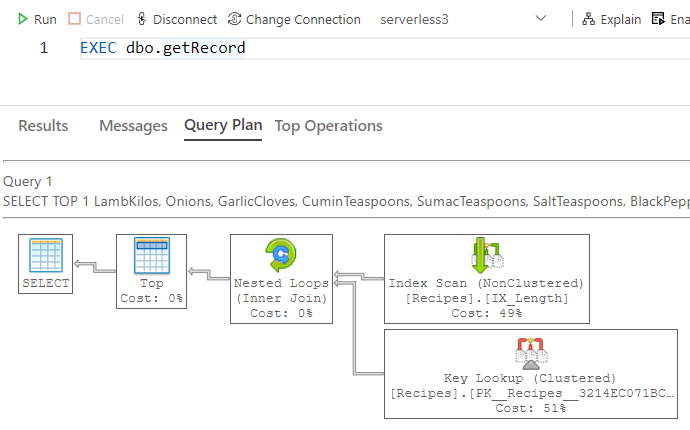 Run Cancel Disconnect Change Connection serverless3 Explain Ena
1 EXEC dbo.getRecord
Results Messages Query Plan Top Operations
Query 1
SELECT TOP 1 LambKilos, Onions, GarlicCloves, CuminTeaspoons, SumacTeaspoons, SaltTeaspoons, BlackPepp
SELECT
Top
Cost: 0%
Nested Loops
(Inner Join)
Cost: 0%
Index Scan (NonClustered)
[Recipes].[IX_Length]
Cost: 49%
Key Lookup (Clustered)
[Recipes].[PK__Recipes__3214EC071BC…
Cost: 51%